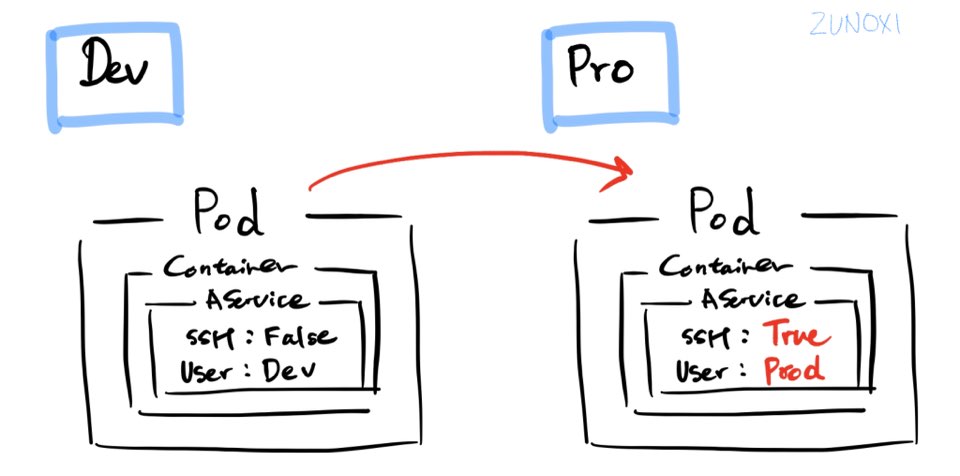 ZUNOXI
Dev
Pro
Pod
Container
AService
SSH : False
User : Dev
Pod
Container
AService
SSH : True
User : Prod